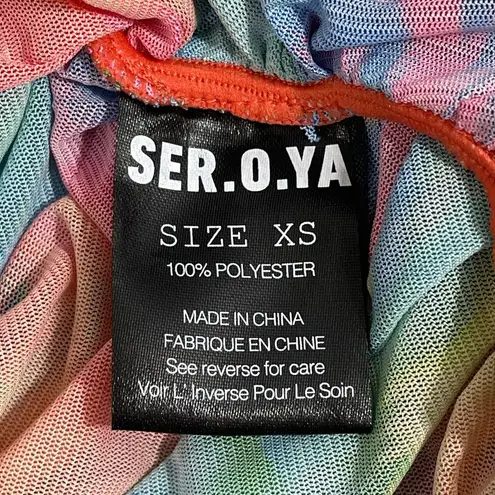 SER.O.YA
SIZE XS
100% POLYESTER
MADE IN CHINA
FABRIQUE EN CHINE
See reverse for care
Voir L' Inverse Pour Le Soin